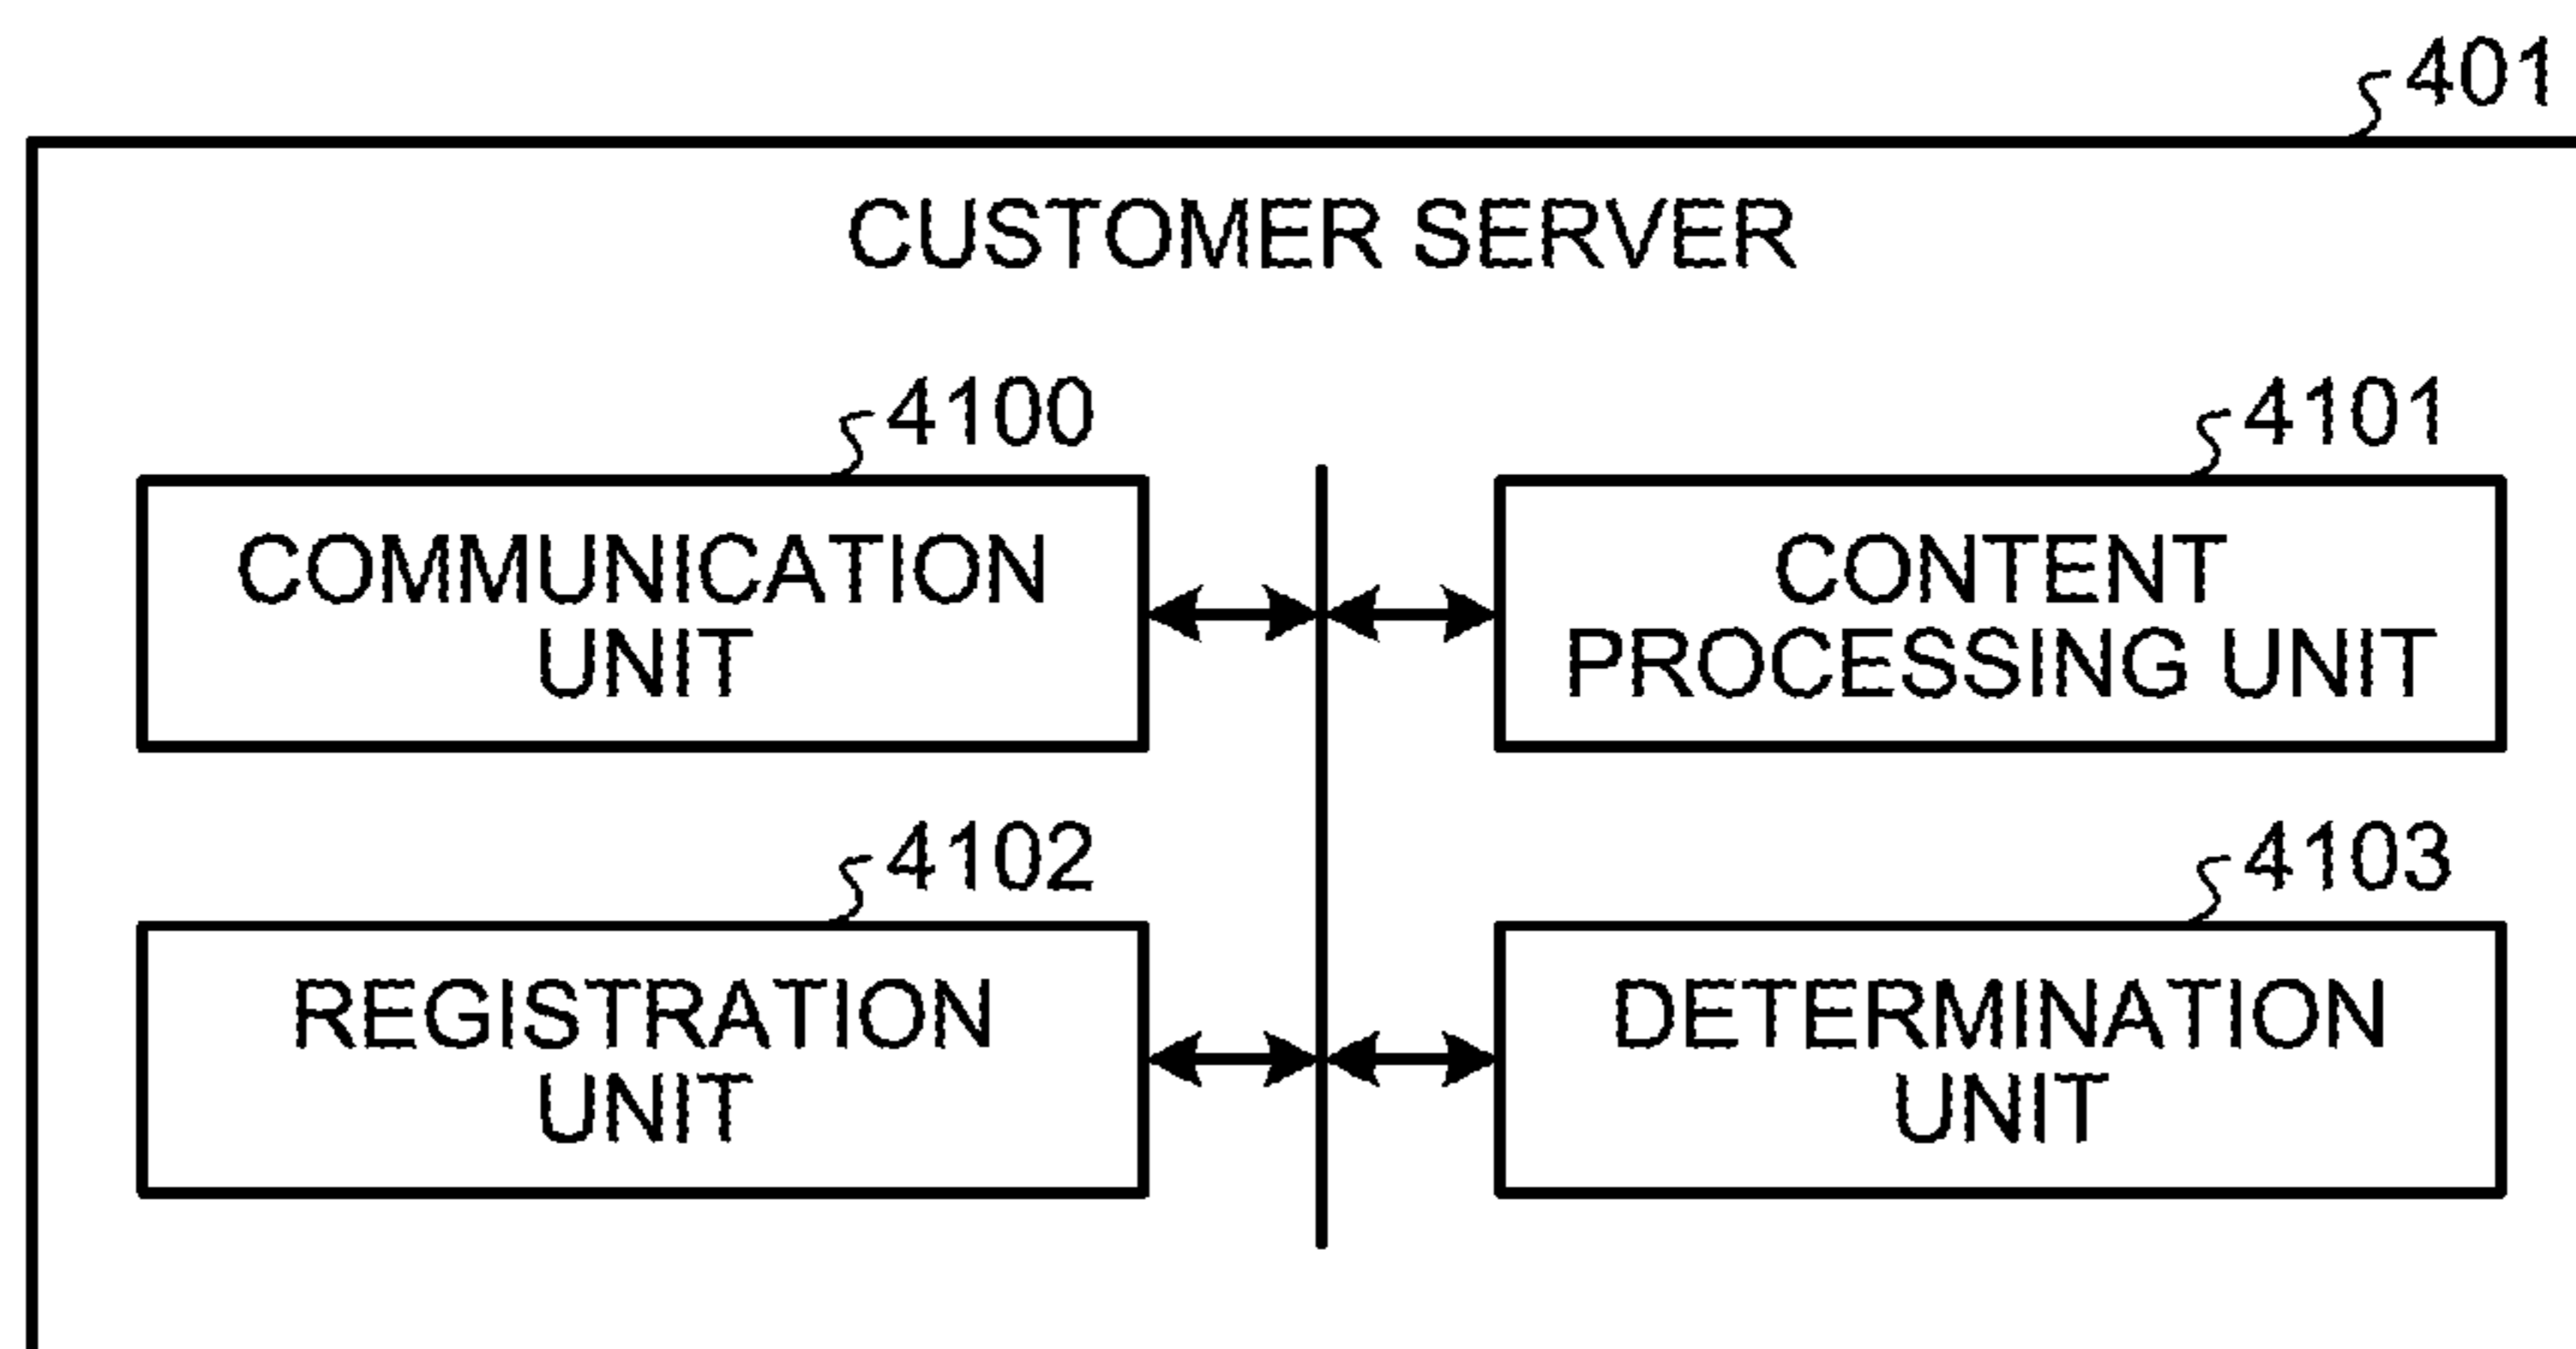 401
CUSTOMER SERVER
4100
4101
COMMUNICATION
UNIT
CONTENT
PROCESSING UNIT
4102
4103
REGISTRATION
UNIT
DETERMINATION
UNIT